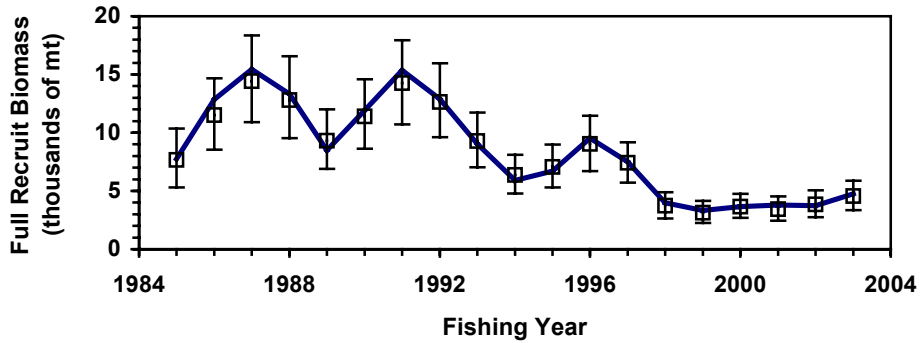 Full Recruit Biomass
(thousands of mt)
20
15
10
5
0
1984 1988 1992 1996 2000 2004
Fishing Year